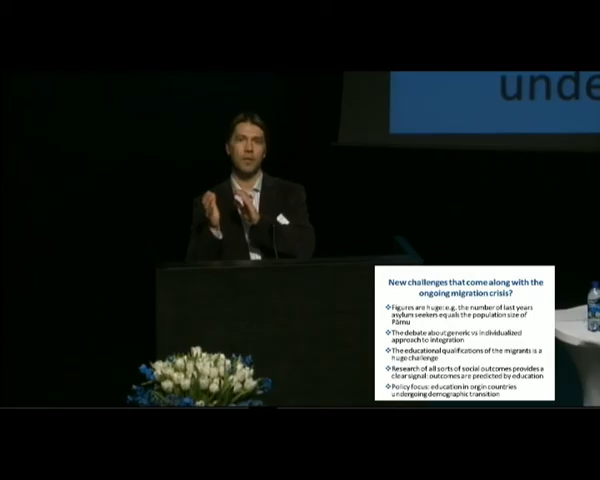 unde
New challenges that come along with the
ongoing migration crisis?
Figures are huge: e.g. the number of last years
asylum seekers equals the population size of
Pärnu
The debate about generic vs individualized
approach to integration
The educational qualifications of the migrants is a
huge challenge
Research of all sorts of social outcomes provides a
clear signal: outcomes are predicted by education
Policy focus: education in orgin countries
undergoing demographic transition